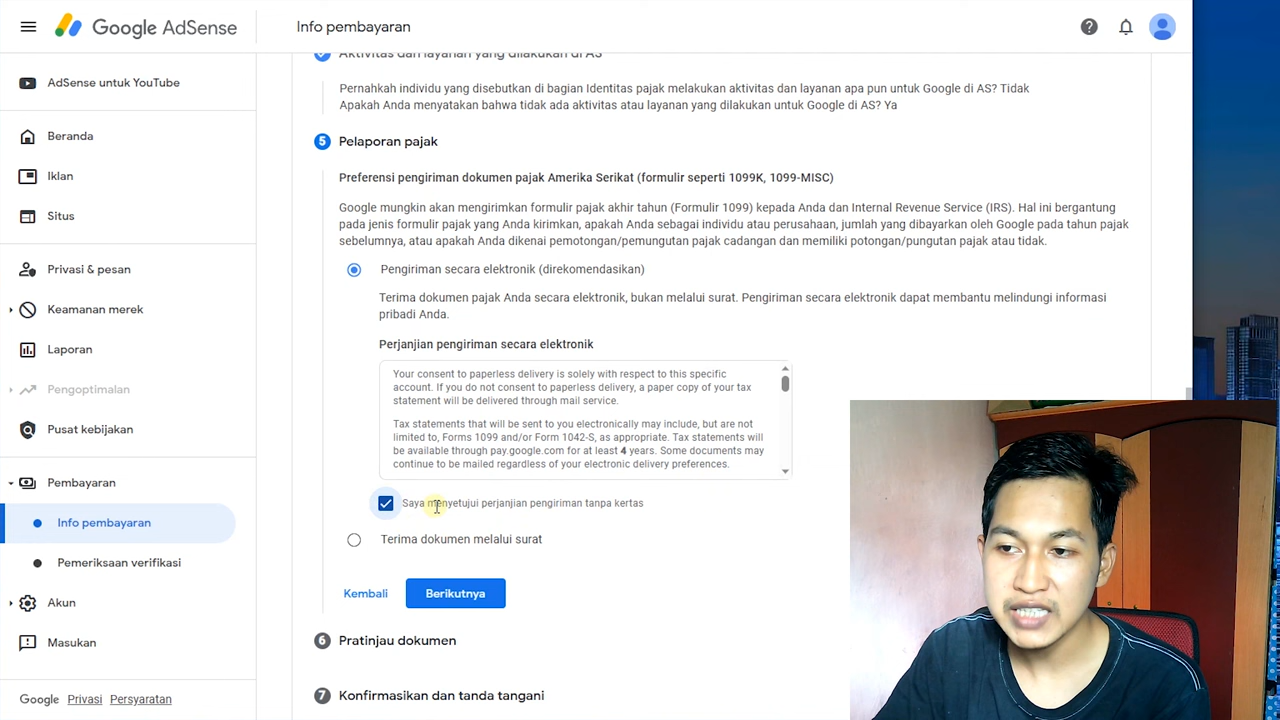 Google AdSense
Info pembayaran
AdSense untuk YouTube
Beranda
Iklan
Situs
Privasi & pesan
Keamanan merek
Laporan
Pengoptimalan
Pusat kebijakan
Pembayaran
Info pembayaran
Pemeriksaan verifikasi
Akun
Masukan
Google Privasi Persyaratan
Aktivitas dan layanan yang dilakukan di AS
Pernahkah individu yang disebutkan di bagian Identitas pajak melakukan aktivitas dan layanan apa pun untuk Google di AS? Tidak
Apakah Anda menyatakan bahwa tidak ada aktivitas atau layanan yang dilakukan untuk Google di AS? Ya
5 Pelaporan pajak
Preferensi pengiriman dokumen pajak Amerika Serikat (formulir seperti 1099K, 1099-MISC)
Google mungkin akan mengirimkan formulir pajak akhir tahun (Formulir 1099) kepada Anda dan Internal Revenue Service (IRS). Hal ini bergantung
pada jenis formulir pajak yang Anda kirimkan, apakah Anda sebagai individu atau perusahaan, jumlah yang dibayarkan oleh Google pada tahun pajak
sebelumnya, atau apakah Anda dikenai pemotongan/pemungutan pajak cadangan dan memiliki potongan/pungutan pajak atau tidak.
Pengiriman secara elektronik (direkomendasikan)
Terima dokumen pajak Anda secara elektronik, bukan melalui surat. Pengiriman secara elektronik dapat membantu melindungi informasi
pribadi Anda.
Perjanjian pengiriman secara elektronik
Your consent to paperless delivery is solely with respect to this specific
account. If you do not consent to paperless delivery, a paper copy of your tax
statement will be delivered through mail service.
Tax statements that will be sent to you electronically may include, but are not
limited to, Forms 1099 and/or Form 1042-S, as appropriate. Tax statements will
be available through pay.google.com for at least 4 years. Some documents may
continue to be mailed regardless of your electronic delivery preferences.
Saya menyetujui perjanjian pengiriman tanpa kertas
Terima dokumen melalui surat
Kembali
Berikutnya
6 Pratinjau dokumen
7 Konfirmasikan dan tanda tangani